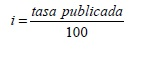 i = tasa publicada / 100